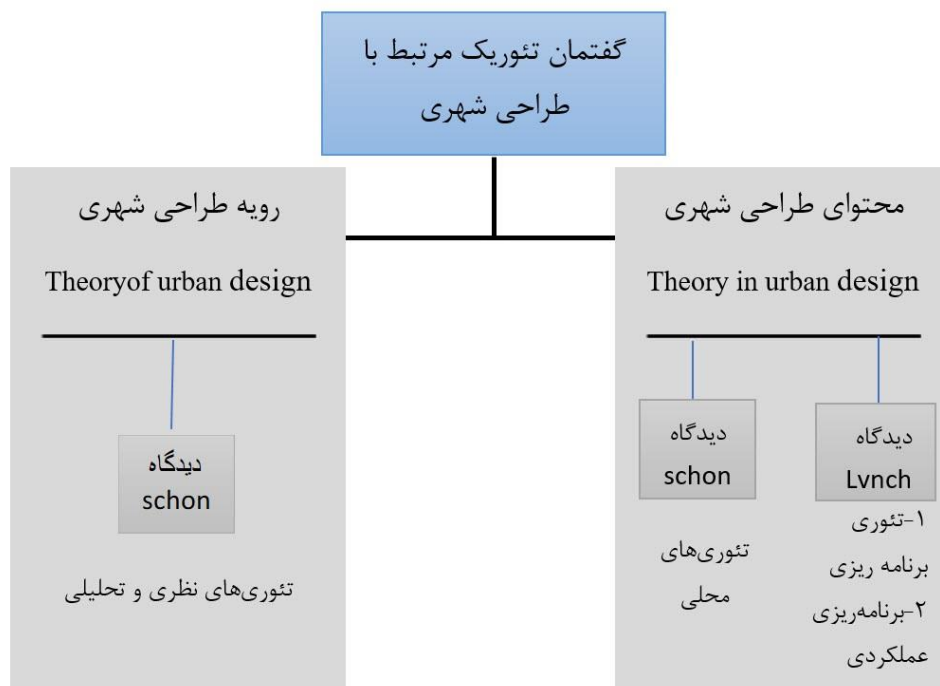 گفتمان تئوریک مرتبط با
طراحی شهری
محتوای طراحی شهری
Theory in urban design
دیدگاه
Lvnch
۱-تئوری
برنامه ریزی
۲-برنامه‌ریزی
عملکردی
دیدگاه
schon
تئوری‌های
محلی
رویه طراحی شهری
Theoryof urban design
دیدگاه
schon
تئوری‌های نظری و تحلیلی